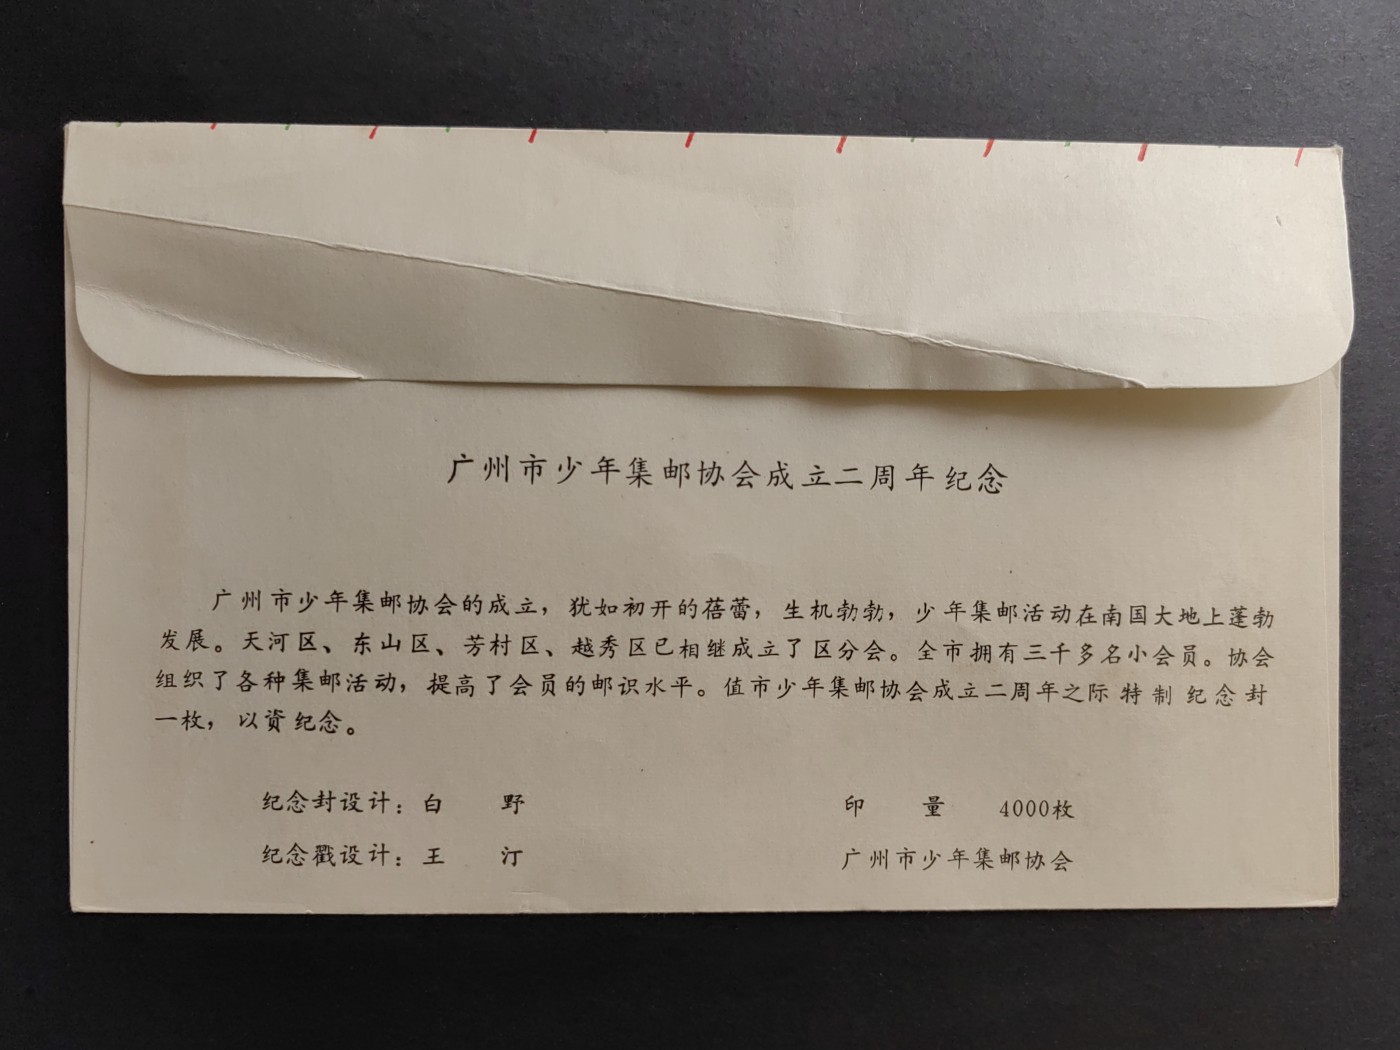 广州市少年集邮协会成立二周年纪念
广州市少年集邮协会的成立，犹如初开的蓓蕾，生机勃勃，少年集邮活动在南国大地上蓬勃
发展。天河区、东山区、芳村区、越秀区已相继成立了区分会。全市拥有三千多名小会员。协会
组织了各种集邮活动，提高了会员的邮识水平。值市少年集邮协会成立二周年之际特制纪念封
一枚，以资纪念。
纪念封设计：白 野
印 量 4000枚
纪念戳设计：王 汀
广州市少年集邮协会